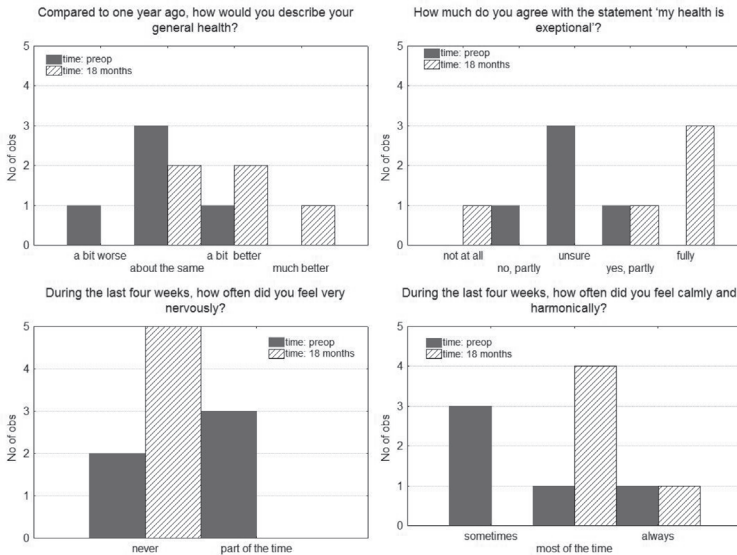 Compared to one year ago, how would you describe your
general health?
5
4
3
2
1
0
No of obs
time: preop
time: 18 months
a bit worse
about the same
a bit better
much better
How much do you agree with the statement ‘my health is
exeptional’?
5
4
3
2
1
0
No of obs
time: preop
time: 18 months
not at all
no, partly
unsure
yes, partly
fully
During the last four weeks, how often did you feel very
nervously?
5
4
3
2
1
0
No of obs
time: preop
time: 18 months
never
part of the time
During the last four weeks, how often did you feel calmly and
harmonically?
5
4
3
2
1
0
No of obs
time: preop
time: 18 months
sometimes
most of the time
always